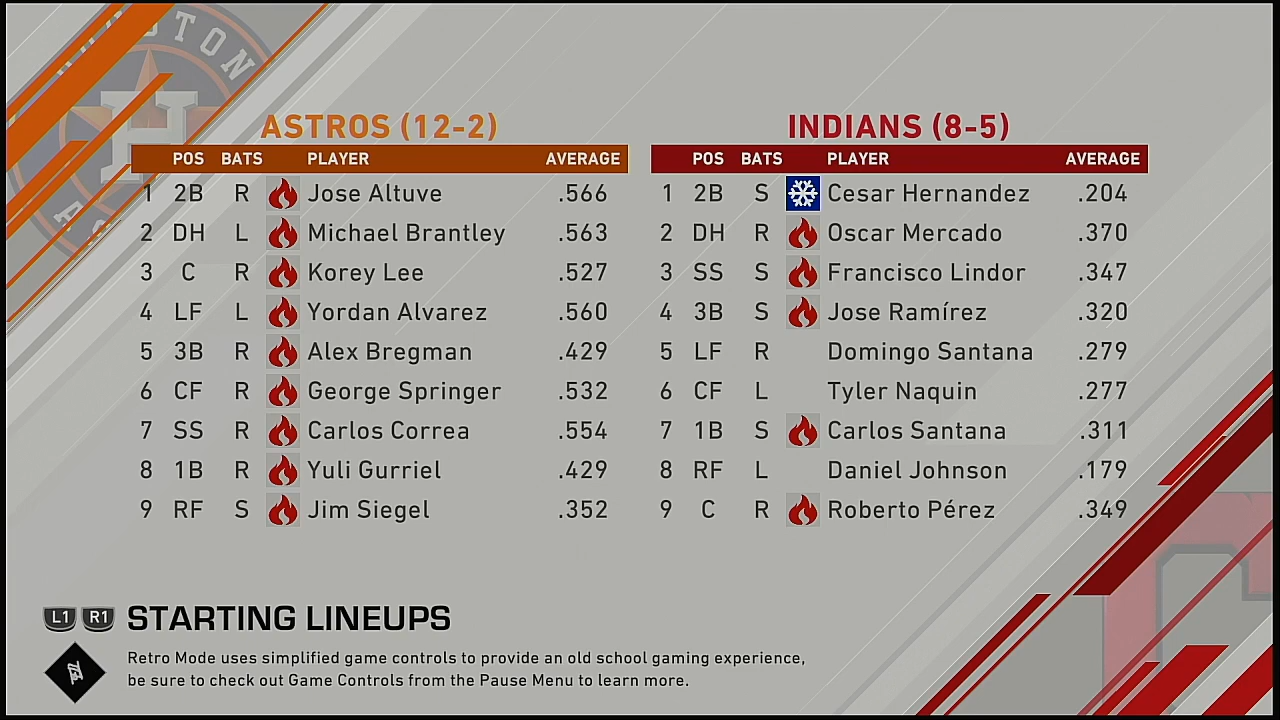 ASTROS (12-2)
POS BATS PLAYER AVERAGE
1 2B R Jose Altuve .566
2 DH L Michael Brantley .563
3 C R Korey Lee .527
4 LF L Yordan Alvarez .560
5 3B R Alex Bregman .429
6 CF R George Springer .532
7 SS R Carlos Correa .554
8 1B R Yuli Gurriel .429
9 RF S Jim Siegel .352
INDIANS (8-5)
POS BATS PLAYER AVERAGE
1 2B S Cesar Hernandez .204
2 DH R Oscar Mercado .370
3 SS S Francisco Lindor .347
4 3B S Jose Ramírez .320
5 LF R Domingo Santana .279
6 CF L Tyler Naquin .277
7 1B S Carlos Santana .311
8 RF L Daniel Johnson .179
9 C R Roberto Pérez .349
L1 R1 STARTING LINEUPS
Retro Mode uses simplified game controls to provide an old school gaming experience,
be sure to check out Game Controls from the Pause Menu to learn more.